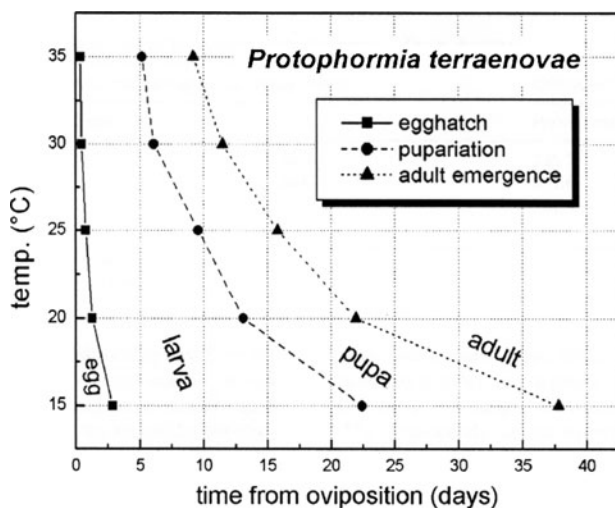 Protophormia terraenovae
egghatch
pupariation
adult emergence
temp. (°C)
35
30
25
20
15
egg
larva
pupa
adult
0 5 10 15 20 25 30 35 40
time from oviposition (days)